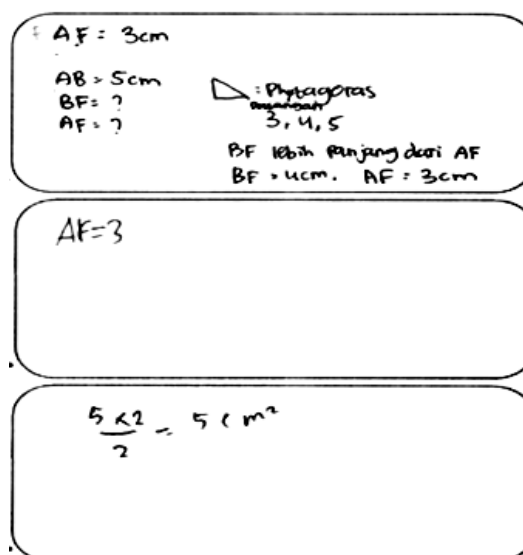 AF = 3cm
AB = 5cm
BF = ?
AF = ?
: Phytagoras
3, 4, 5
BF lebih panjang dari AF
BF = 4cm. AF = 3cm
AF=3
5 x 2
2
= 5 cm²